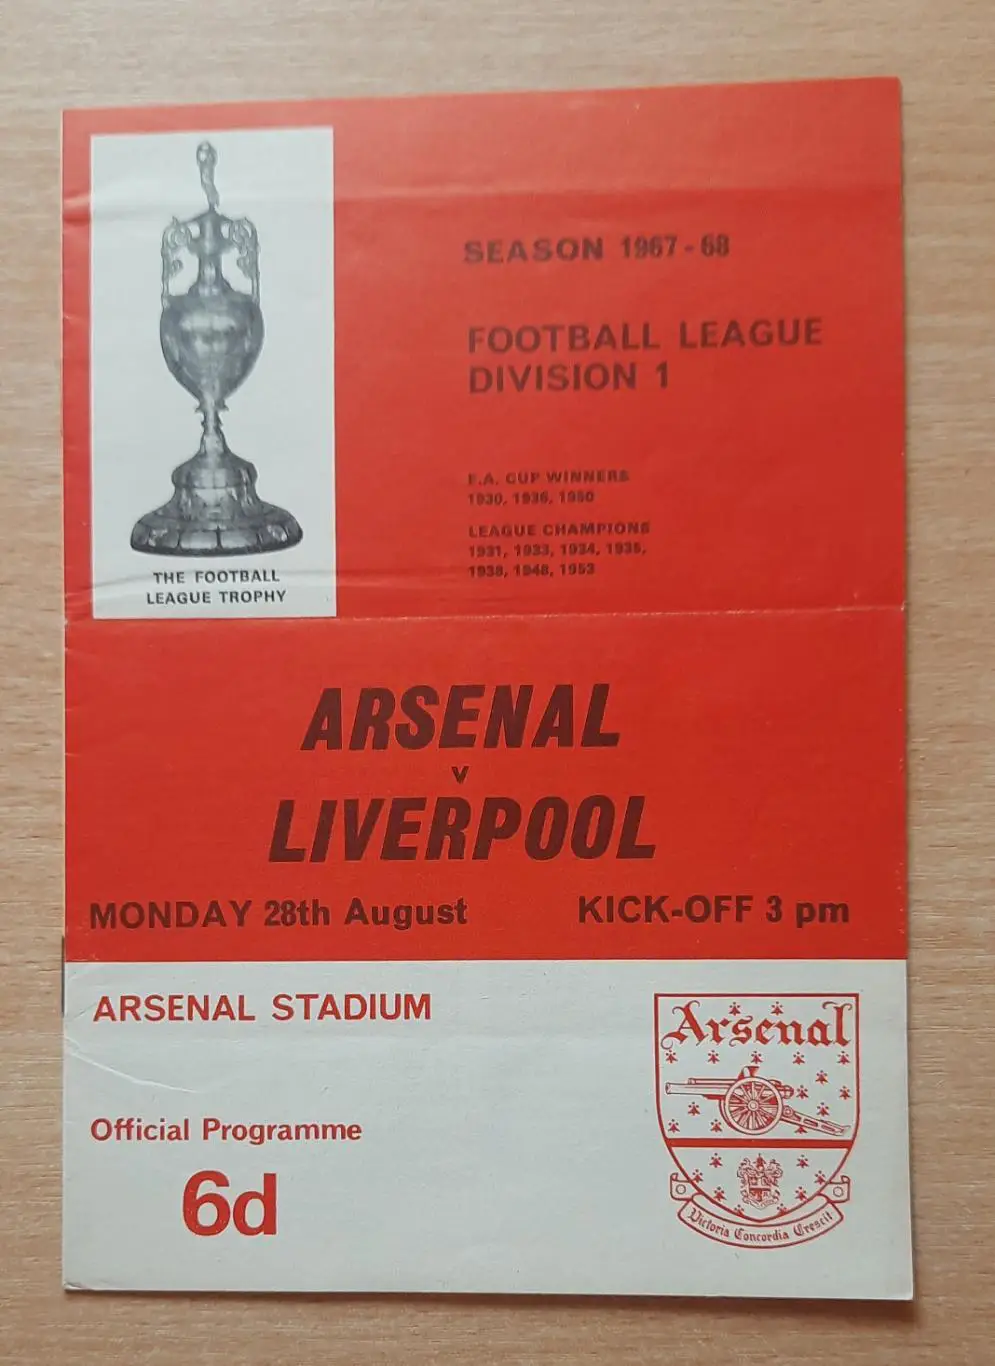 SEASON 1967-68
FOOTBALL LEAGUE
DIVISION 1
F.A. CUP WINNERS
1930, 1936, 1950
LEAGUE CHAMPIONS
1931, 1933, 1934, 1935,
1938, 1948, 1953
THE FOOTBALL
LEAGUE TROPHY
ARSENAL
v
LIVERPOOL
MONDAY 28th August KICK-OFF 3 pm
ARSENAL STADIUM
Official Programme
6d
Arsenal
Victoria Concordia Crescit